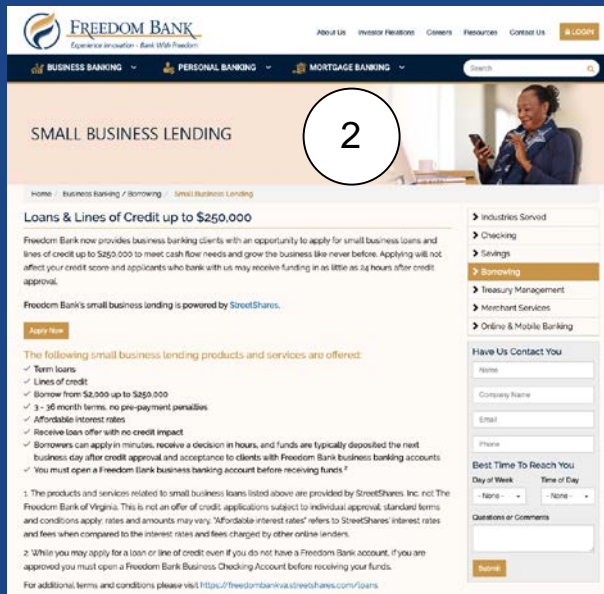 FREEDOM BANK
Experience Innovation - Bank With Freedom
About Us Investor Relations Careers Resources Contact Us LOGIN
BUSINESS BANKING PERSONAL BANKING MORTGAGE BANKING Search
SMALL BUSINESS LENDING
2
Home / Business Banking / Borrowing / Small Business Lending
Loans & Lines of Credit up to $250,000
Freedom Bank now provides business banking clients with an opportunity to apply for small business loans and
lines of credit up to $250,000 to meet cash flow needs and grow the business like never before. Applying will not
affect your credit score and applicants who bank with us may receive funding in as little as 24 hours after credit
approval.
Freedom Bank's small business lending is powered by StreetShares.
Apply Now
The following small business lending products and services are offered:
✓ Term loans
✓ Lines of credit
✓ Borrow from $2,000 up to $250,000
✓ 3 - 36 month terms, no pre-payment penalties
✓ Affordable interest rates
✓ Receive loan offer with no credit impact
✓ Borrowers can apply in minutes, receive a decision in hours, and funds are typically deposited the next
business day after credit approval and acceptance to clients with Freedom Bank business banking accounts
✓ You must open a Freedom Bank business banking account before receiving funds.²
1. The products and services related to small business loans listed above are provided by StreetShares, Inc. not The
Freedom Bank of Virginia. This is not an offer of credit applications subject to individual approval, standard terms
and conditions apply; rates and amounts may vary. "Affordable interest rates" refers to StreetShares' interest rates
and fees when compared to the interest rates and fees charged by other online lenders.
2. While you may apply for a loan or line of credit even if you do not have a Freedom Bank account, if you are
approved you must open a Freedom Bank Business Checking Account before receiving your funds.
For additional terms and conditions please visit https://freedombankva.streetshares.com/loans
Industries Served
Checking
Savings
Borrowing
Treasury Management
Merchant Services
Online & Mobile Banking
Have Us Contact You
Name
Company Name
Email
Phone
Best Time To Reach You
Day of Week Time of Day
- None - - None -
Questions or Comments
Submit